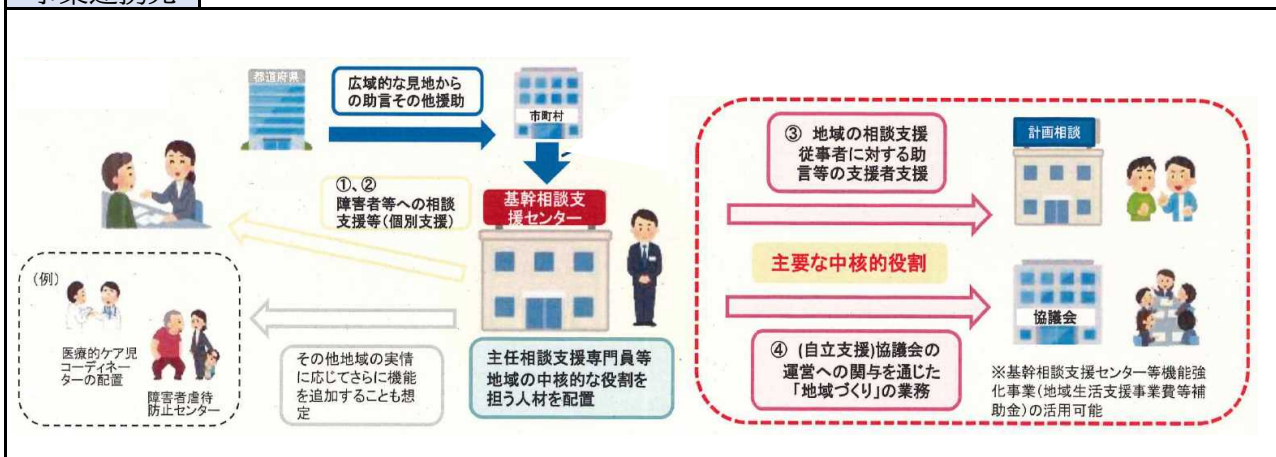 事業連携先
都道府県
広域的な見地から
の助言その他援助
市町村
①、②
障害者等への相談
支援等(個別支援)
基幹相談支
援センター
③ 地域の相談支援
従事者に対する助
言等の支援者支援
計画相談
主要な中核的役割
(例)
医療的ケア児
コーディネー
ターの配置
障害者虐待
防止センター
その他地域の実情
に応じてさらに機能
を追加することも想
定
主任相談支援専門員等
地域の中核的な役割を
担う人材を配置
④ (自立支援)協議会の
運営への関与を通じた
「地域づくり」の業務
協議会
※基幹相談支援センター等機能強
化事業(地域生活支援事業費等補
助金)の活用可能